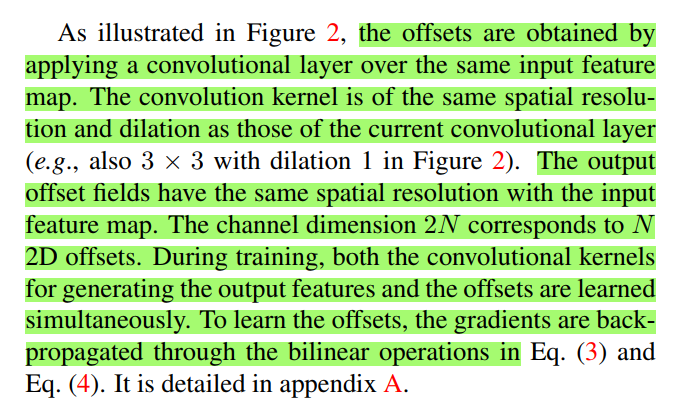 As illustrated in Figure 2, the offsets are obtained by
applying a convolutional layer over the same input feature
map. The convolution kernel is of the same spatial resolu-
tion and dilation as those of the current convolutional layer
(e.g., also 3 × 3 with dilation 1 in Figure 2). The output
offset fields have the same spatial resolution with the input
feature map. The channel dimension 2N corresponds to N
2D offsets. During training, both the convolutional kernels
for generating the output features and the offsets are learned
simultaneously. To learn the offsets, the gradients are back-
propagated through the bilinear operations in Eq. (3) and
Eq. (4). It is detailed in appendix A.